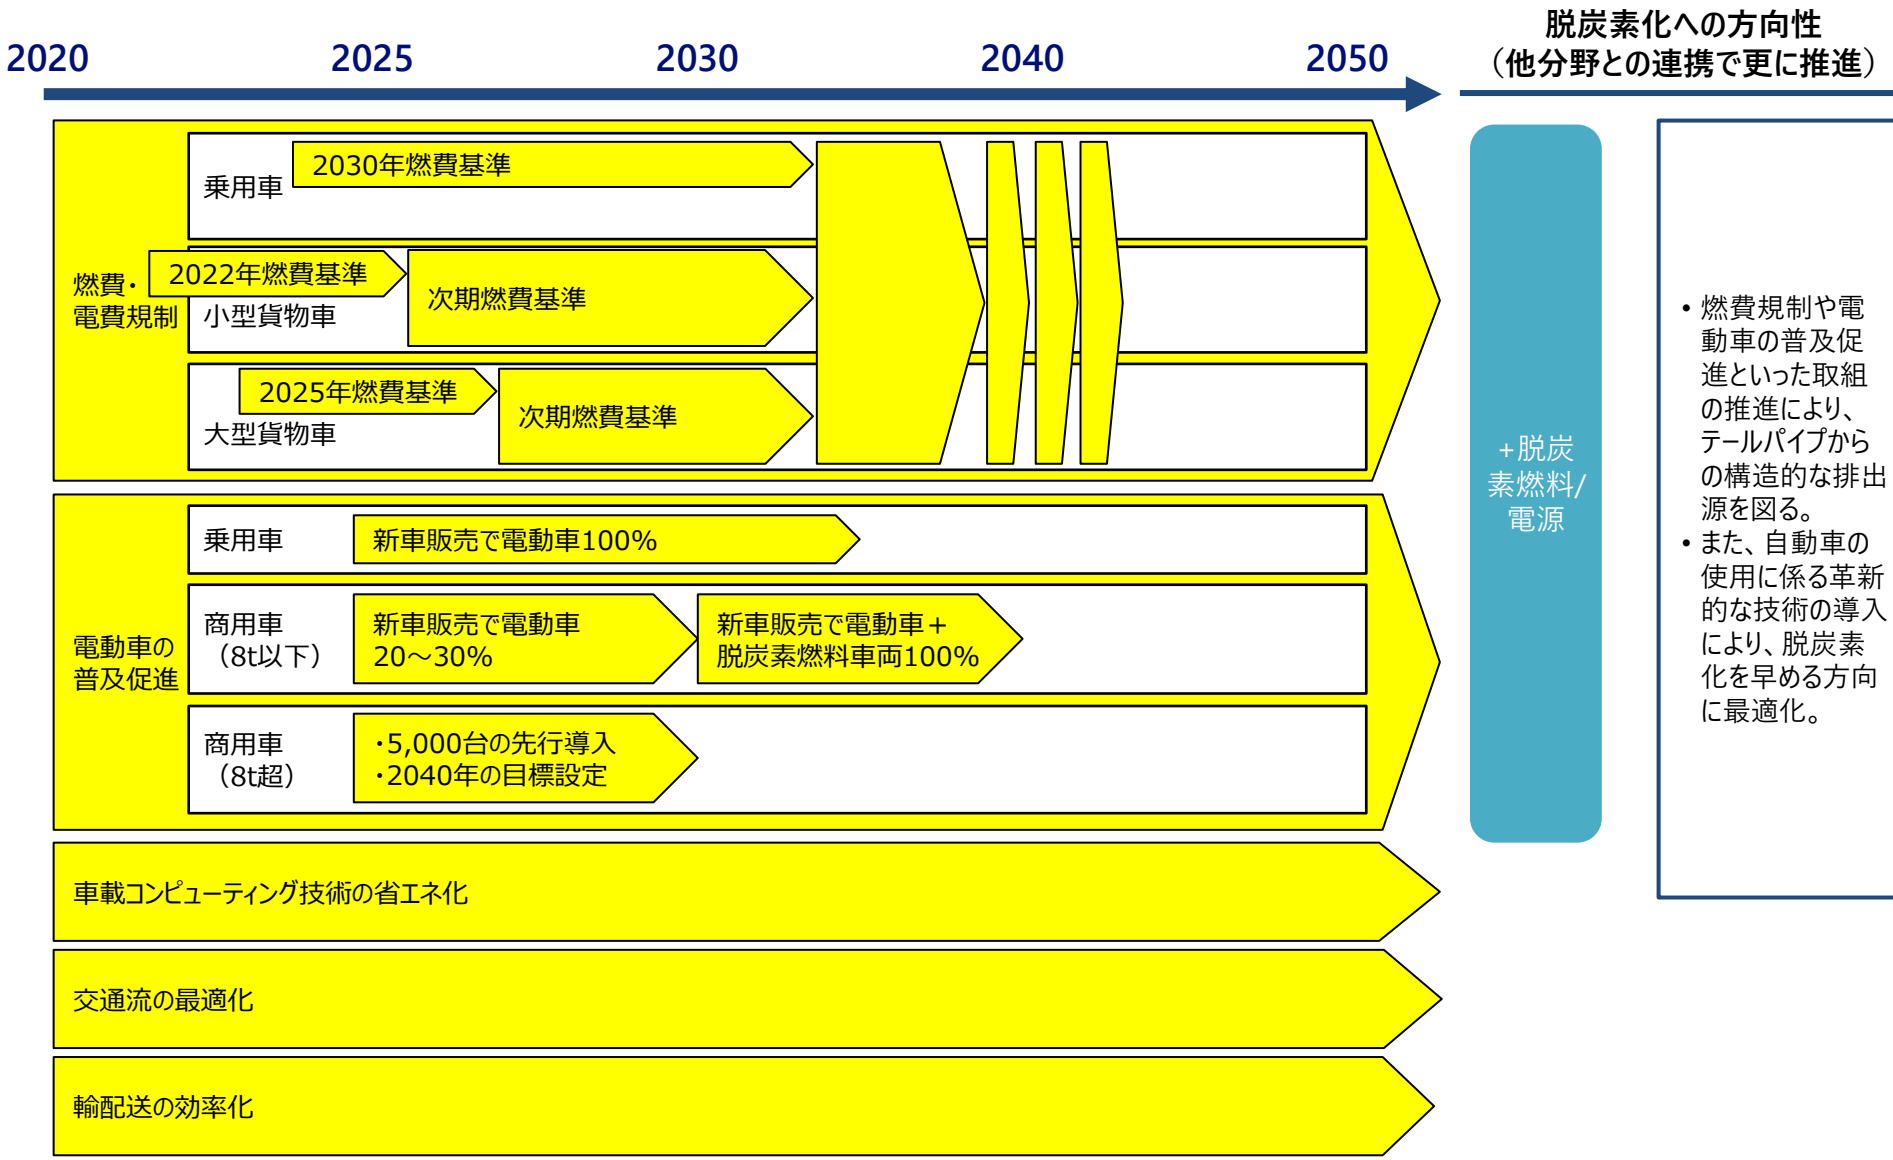 2020
2025
2030
2040
2050
脱炭素化への方向性
（他分野との連携で更に推進）
燃費・
電費規制
乗用車
2030年燃費基準
2022年燃費基準
小型貨物車
次期燃費基準
2025年燃費基準
大型貨物車
次期燃費基準
電動車の
普及促進
乗用車
新車販売で電動車100%
商用車
（8t以下）
新車販売で電動車
20～30%
新車販売で電動車＋
脱炭素燃料車両100%
商用車
（8t超）
・5,000台の先行導入
・2040年の目標設定
車載コンピューティング技術の省エネ化
交通流の最適化
輸配送の効率化
＋脱炭
素燃料/
電源
• 燃費規制や電
動車の普及促
進といった取組
の推進により、
テールパイプから
の構造的な排出
源を図る。
• また、自動車の
使用に係る革新
的な技術の導入
により、脱炭素
化を早める方向
に最適化。